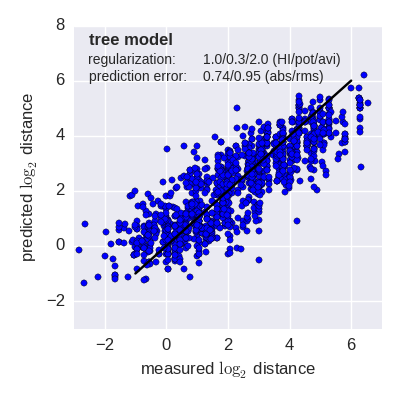 8
tree model
regularization: 1.0/0.3/2.0 (HI/pot/avi)
6
prediction error: 0.74/0.95 (abs/rms)
4
2
0
−2
predicted log2 distance
−2 0 2 4 6
measured log2 distance